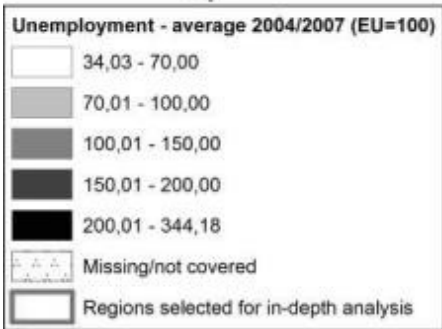 Unemployment - average 2004/2007 (EU=100)
34,03 - 70,00
70,01 - 100,00
100,01 - 150,00
150,01 - 200,00
200,01 - 344,18
Missing/not covered
Regions selected for in-depth analysis